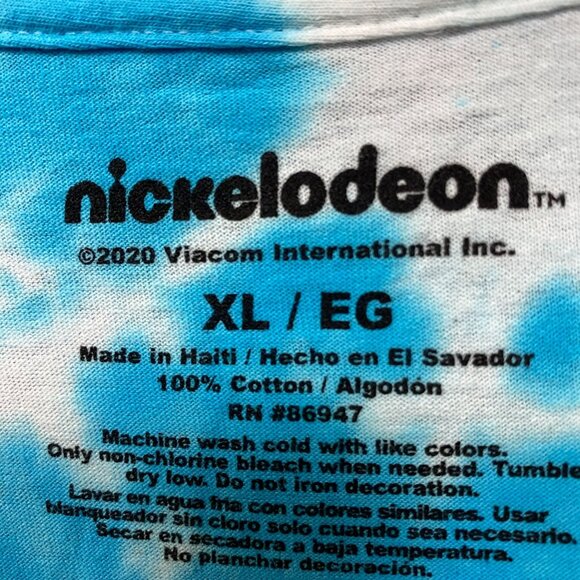 nickelodeon™
©2020 Viacom International Inc.
XL / EG
Made in Haiti / Hecho en El Savador
100% Cotton / Algodón
RN #86947
Machine wash cold with like colors.
Only non-chlorine bleach when needed. Tumble
dry low. Do not iron decoration.
Lavar en agua fria con colores similares. Usar
blanqueador sin cloro solo cuando sea necesario.
Secar en secadora a baja temperatura.
No planchar decoración.